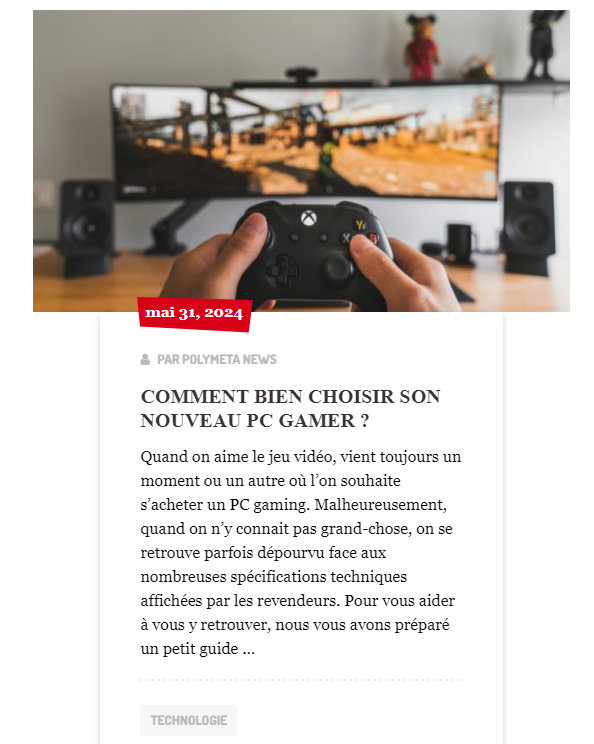 mai 31, 2024
PAR POLYMETA NEWS
COMMENT BIEN CHOISIR SON
NOUVEAU PC GAMER ?
Quand on aime le jeu vidéo, vient toujours un
moment ou un autre où l’on souhaite
s’acheter un PC gaming. Malheureusement,
quand on n’y connait pas grand-chose, on se
retrouve parfois dépourvu face aux
nombreuses spécifications techniques
affichées par les revendeurs. Pour vous aider
à vous y retrouver, nous vous avons préparé
un petit guide ...
TECHNOLOGIE